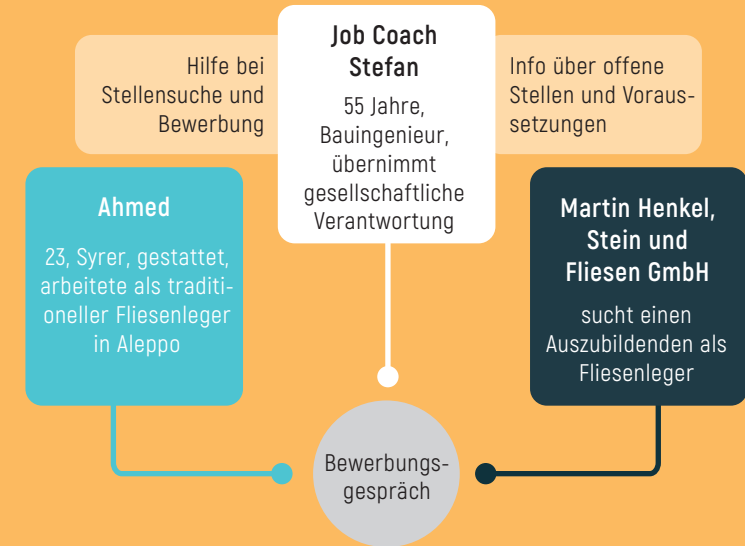 Job Coach
Stefan
55 Jahre,
Bauingenieur,
übernimmt
gesellschaftliche
Verantwortung
Hilfe bei
Stellensuche und
Bewerbung
Info über offene
Stellen und Voraus-
setzungen
Ahmed
23, Syrer, gestattet,
arbeitete als traditi-
oneller Fliesenleger
in Aleppo
Martin Henkel,
Stein und
Fliesen GmbH
sucht einen
Auszubildenden als
Fliesenleger
Bewerbungs-
gespräch